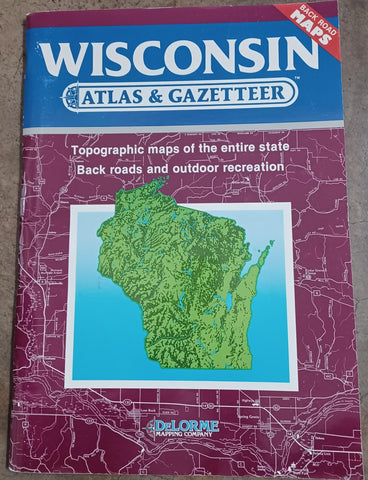 BACK ROAD
MAPS
WISCONSIN
ATLAS & GAZETTEER™
Topographic maps of the entire state
Back roads and outdoor recreation
DELORME
MAPPING COMPANY